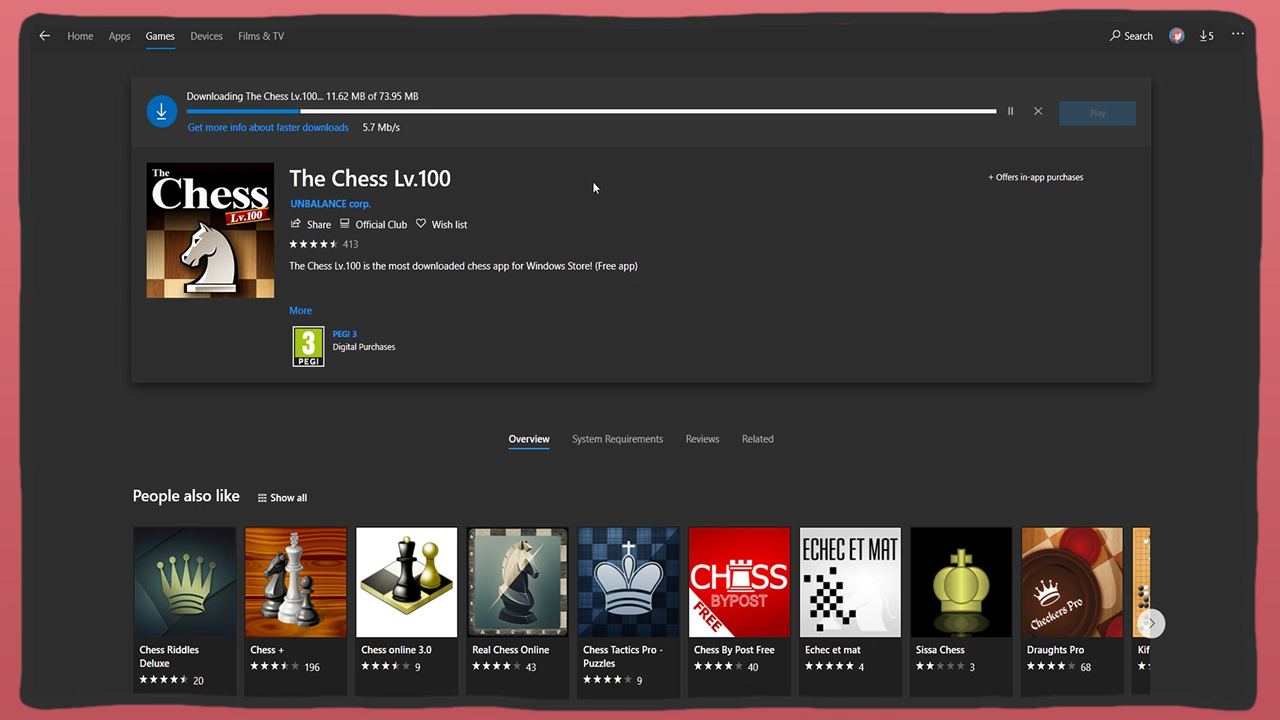 Home Apps Games Devices Films & TV Search 5
Downloading The Chess Lv.100... 11.62 MB of 73.95 MB
Get more info about faster downloads 5.7 Mb/s
Play
The Chess Lv.100
The Chess Lv.100
+ Offers in-app purchases
UNBALANCE corp.
Share Official Club Wish list
413
The Chess Lv.100 is the most downloaded chess app for Windows Store! (Free app)
More
3
PEGI
PEGI 3
Digital Purchases
Overview System Requirements Reviews Related
People also like Show all
CHESS
BYPOST
FREE
ECHEC ET MAT
Checkers Pro
A B C D E F
Chess Riddles
Deluxe
20
Chess +
196
Chess online 3.0
9
Real Chess Online
43
Chess Tactics Pro -
Puzzles
9
Chess By Post Free
40
Echec et mat
4
Sissa Chess
3
Draughts Pro
68
Kif